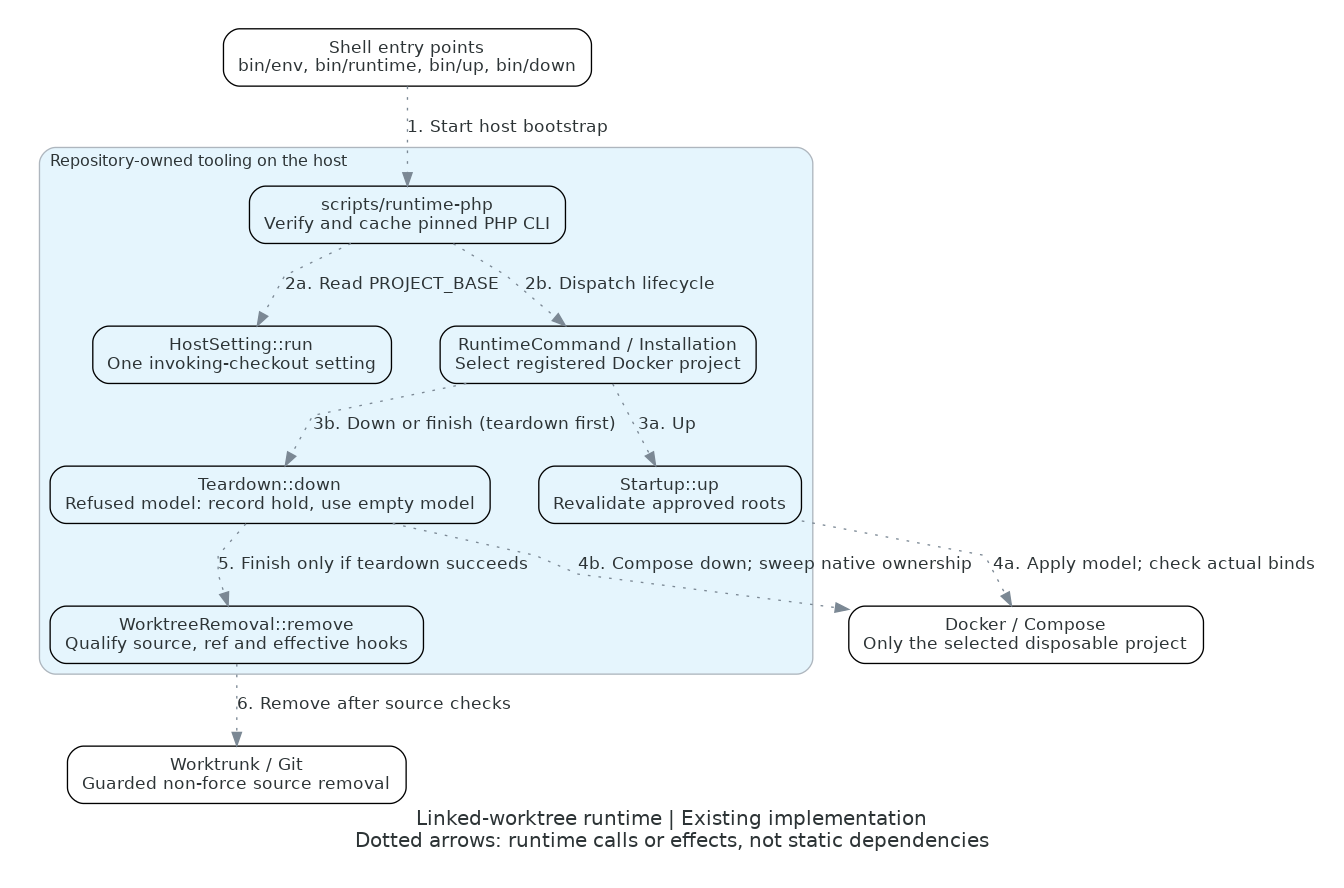 Shell entry points
bin/env, bin/runtime, bin/up, bin/down
1. Start host bootstrap
Repository-owned tooling on the host
scripts/runtime-php
Verify and cache pinned PHP CLI
2a. Read PROJECT_BASE
2b. Dispatch lifecycle
HostSetting::run
One invoking-checkout setting
RuntimeCommand / Installation
Select registered Docker project
3b. Down or finish (teardown first)
3a. Up
Teardown::down
Refused model: record hold, use empty model
Startup::up
Revalidate approved roots
5. Finish only if teardown succeeds
4b. Compose down; sweep native ownership
4a. Apply model; check actual binds
WorktreeRemoval::remove
Qualify source, ref and effective hooks
Docker / Compose
Only the selected disposable project
6. Remove after source checks
Worktrunk / Git
Guarded non-force source removal
Linked-worktree runtime | Existing implementation
Dotted arrows: runtime calls or effects, not static dependencies